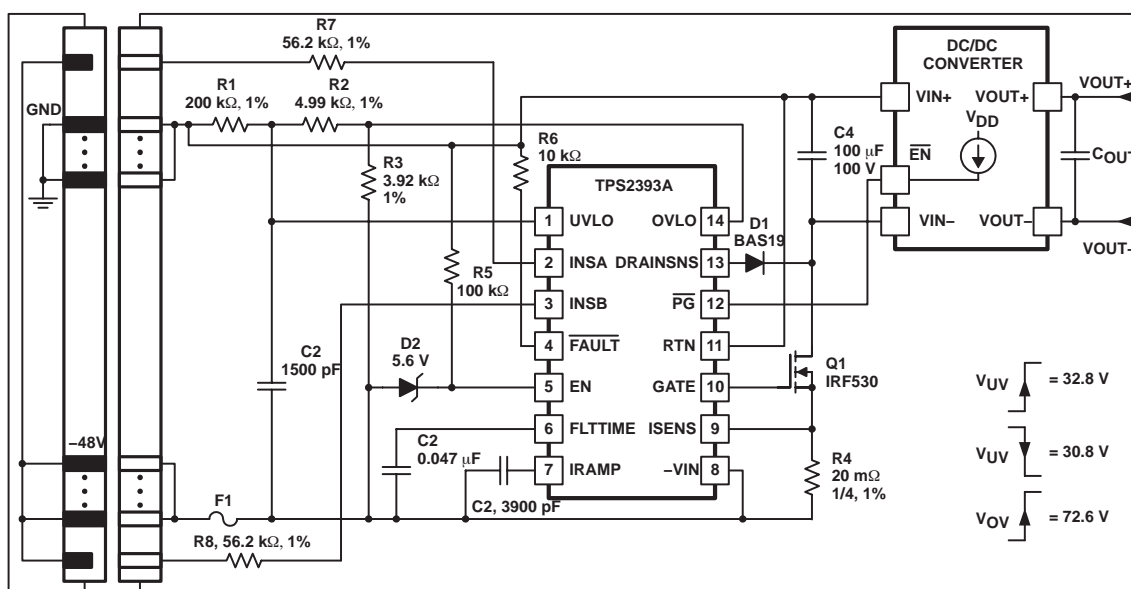 R7
56.2 kΩ, 1%
DC/DC
CONVERTER
R1
200 kΩ, 1%
R2
4.99 kΩ, 1%
VIN+
VOUT+
VOUT+
GND
VDD
R6
10 kΩ
C4
100 µF
100 V
EN
COUT
R3
3.92 kΩ
1%
TPS2393A
VIN–
VOUT–
VOUT–
1
UVLO
OVLO
14
D1
BAS19
2
INSA
DRAINSNS
13
R5
100 kΩ
3
INSB
PG
12
4
FAULT
RTN
11
D2
5.6 V
C2
1500 pF
Q1
IRF530
5
EN
GATE
10
VUV
= 32.8 V
6
FLTTIME
ISENS
9
–48V
C2
0.047 µF
VUV
= 30.8 V
7
IRAMP
–VIN
8
R4
20 mΩ
1/4, 1%
C2, 3900 pF
F1
VOV
= 72.6 V
R8, 56.2 kΩ, 1%